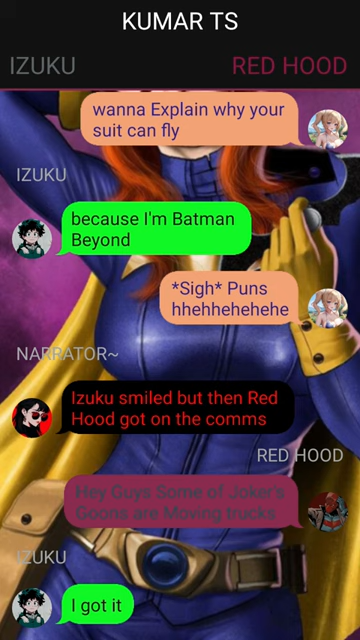 KUMAR TS
IZUKU
RED HOOD
wanna Explain why your
suit can fly
IZUKU
because I'm Batman
Beyond
*Sigh* Puns
hhehhehehehe
NARRATOR~
Izuku smiled but then Red
Hood got on the comms
RED HOOD
Hey Guys Some of Joker's
Goons are Moving trucks
IZUKU
I got it